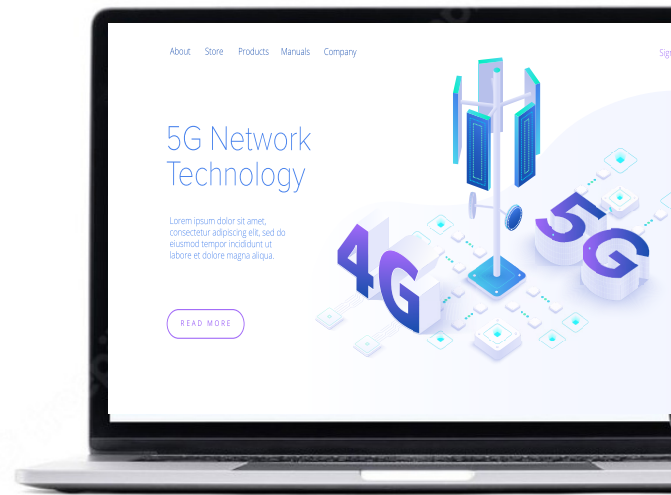 About Store Products Manuals Company
Sign
5G Network
Technology
Lorem ipsum dolor sit amet,
consectetur adipiscing elit, sed do
eiusmod tempor incididunt ut
labore et dolore magna aliqua.
READ MORE
4G
5G